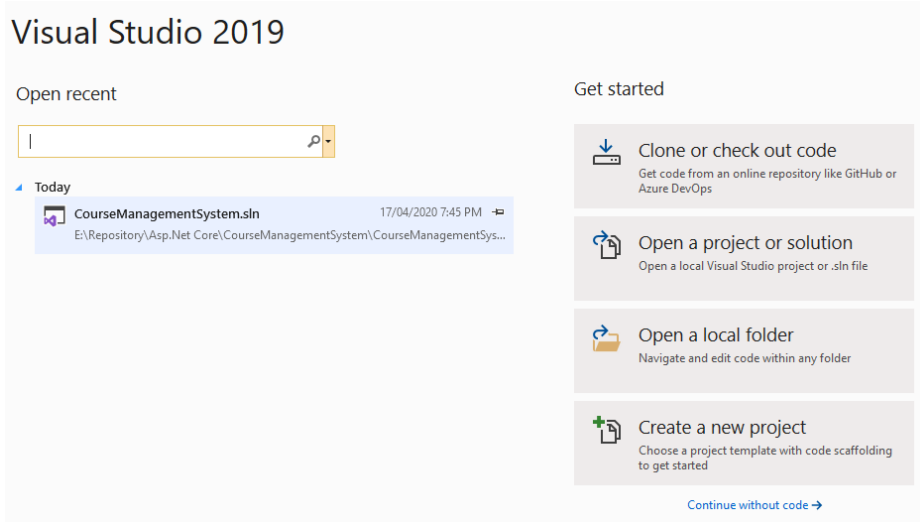 Visual Studio 2019
Open recent
Today
CourseManagementSystem.sln 17/04/2020 7:45 PM
E:\Repository\Asp.Net Core\CourseManagementSystem\CourseManagementSys...
Get started
Clone or check out code
Get code from an online repository like GitHub or
Azure DevOps
Open a project or solution
Open a local Visual Studio project or .sln file
Open a local folder
Navigate and edit code within any folder
Create a new project
Choose a project template with code scaffolding
to get started
Continue without code →